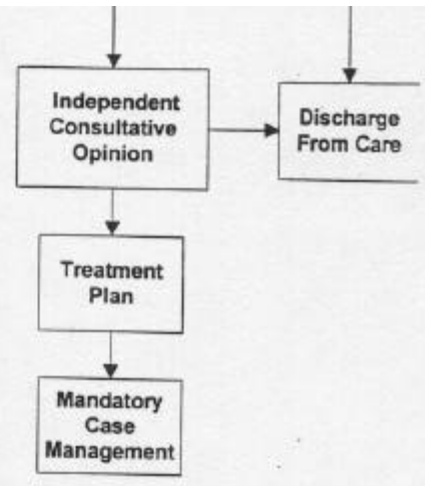 Independent
Consultative
Opinion
Discharge
From Care
Treatment
Plan
Mandatory
Case
Management